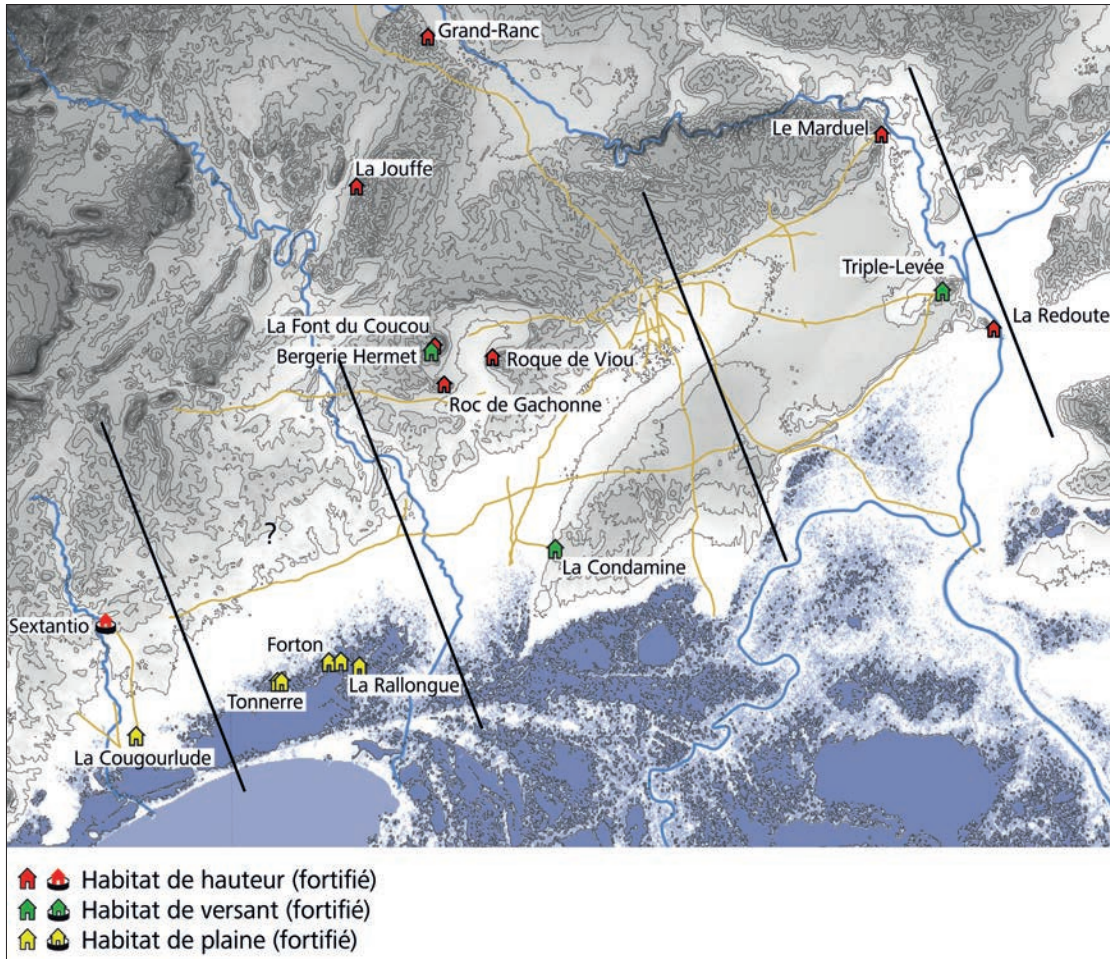 Grand-Ranc
Le Marduel
La Jouffe
Triple-Levée
La Redoute
La Font du Coucou
Bergerie Hermet
Roque de Viou
Roc de Gachonne
?
La Condamine
Sextantio
Forton
La Rallongue
Tonnerre
La Cougourlude
Habitat de hauteur (fortifié)
Habitat de versant (fortifié)
Habitat de plaine (fortifié)